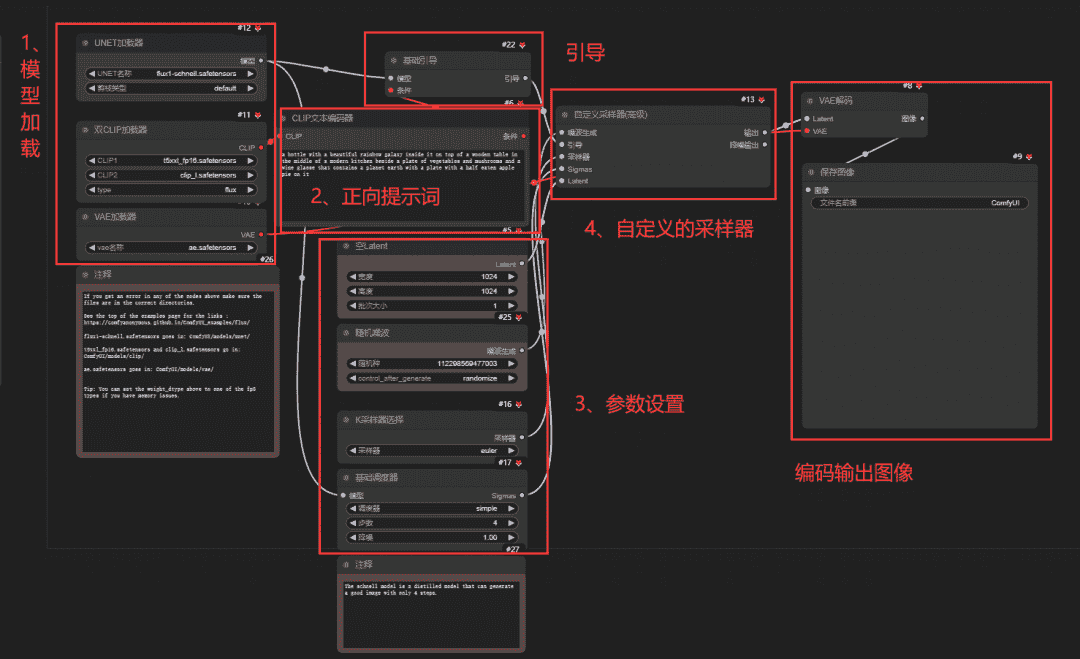 1、模型加载
#12
UNET加载器
模型
UNET名称 flux1-schnell.safetensors
剪枝类型 default
#11
双CLIP加载器
CLIP
CLIP1 t5xxl_fp16.safetensors
CLIP2 clip_l.safetensors
type flux
VAE加载器
VAE
vae名称 ae.safetensors
#26
注释
If you get an error in any of the nodes above make sure the
files are in the correct directories.
See the top of the examples page for the links :
https://comfyanonymous.github.io/ComfyUI_examples/flux/
flux1-schnell.safetensors goes in: ComfyUI/models/unet/
t5xxl_fp16.safetensors and clip_l.safetensors go in:
ComfyUI/models/clip/
ae.safetensors goes in: ComfyUI/models/vae/
Tip: You can set the weight_dtype above to one of the fp8
types if you have memory issues.
#22
基础引导
模型 引导
条件
引导
#6
CLIP文本编码器
CLIP 条件
a bottle with a beautiful rainbow galaxy inside it on top of a wooden table in
the middle of a modern kitchen beside a plate of vegetables and mushrooms and a
wine glasse that contains a planet earth with a plate with a half eaten apple
pie on it
2、正向提示词
#5
空Latent
Latent
宽度 1024
高度 1024
批次大小 1
#25
随机噪波
噪波生成
随机种 112298569477003
control_after_generate randomize
#16
K采样器选择
采样器
采样器 euler
#17
基础调度器
模型 Sigmas
调度器 simple
步数 4
降噪 1.00
3、参数设置
#27
注释
The schnell model is a distilled model that can generate
a good image with only 4 steps.
#13
自定义采样器(高级)
噪波生成 输出
引导 降噪输出
采样器
Sigmas
Latent
4、自定义的采样器
#8
VAE解码
Latent 图像
VAE
#9
保存图像
图像
文件名前缀 ComfyUI
编码输出图像